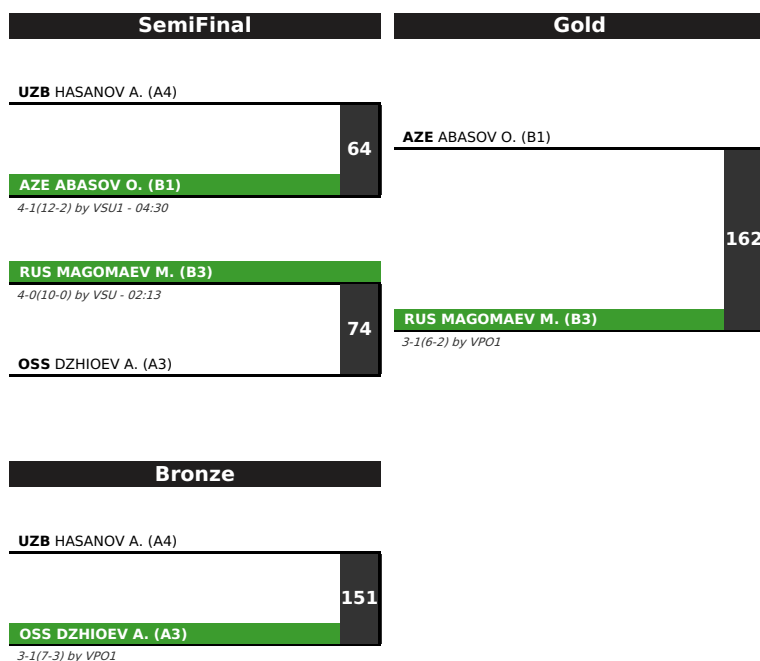 SemiFinal
UZB HASANOV A. (A4)
64
AZE ABASOV O. (B1)
4-1(12-2) by VSU1 - 04:30
RUS MAGOMAEV M. (B3)
4-0(10-0) by VSU - 02:13
74
OSS DZHIOEV A. (A3)
Gold
AZE ABASOV O. (B1)
162
RUS MAGOMAEV M. (B3)
3-1(6-2) by VPO1
Bronze
UZB HASANOV A. (A4)
151
OSS DZHIOEV A. (A3)
3-1(7-3) by VPO1